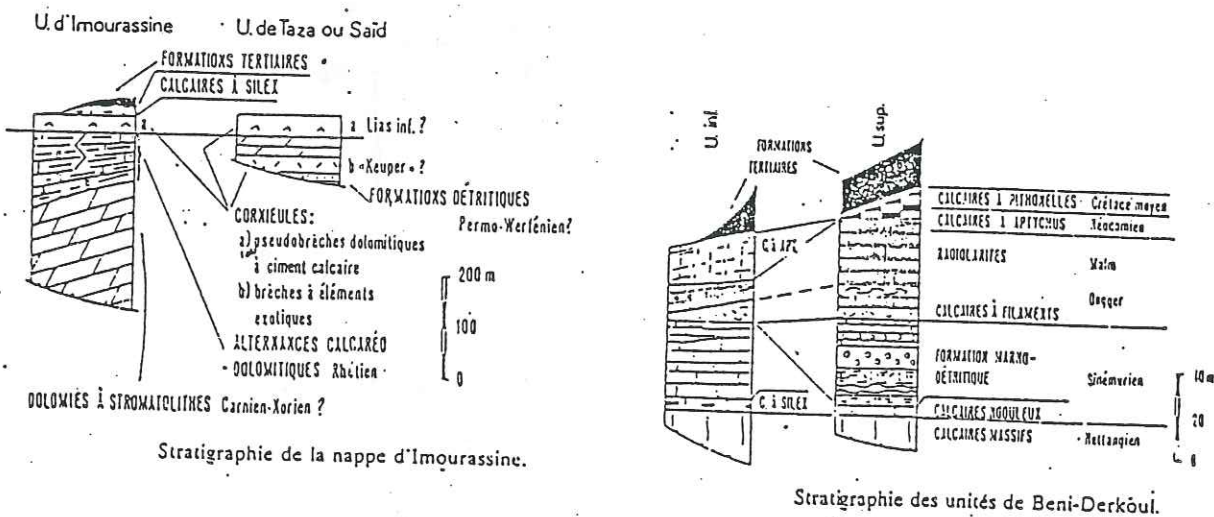 U. d'Imourassine
U. de Taza ou Saïd
FORMATIONS TERTIAIRES
CALCAIRES À SILEX
a
a Lias inf. ?
b "Keuper" ?
FORMATIONS DÉTRITIQUES
Permo-Werfénien?
CORNIEULES:
a) pseudobrèches dolomitiques
à ciment calcaire
b) brèches à éléments
exotiques
ALTERNANCES CALCARÉO
- DOLOMITIQUES Rhétien -
DOLOMIES À STROMATOLITHES Carnien-Norien ?
200 m
100
0
Stratigraphie de la nappe d'Imourassine.
U. inf.
U. sup.
FORMATIONS
TERTIAIRES
C. à APT.
C. à SILEX
CALCAIRES À PITHONELLES - Crétacé moyen
CALCAIRES À APTYCHUS Néocomien
RADIOLARITES Malm
Dogger
CALCAIRES À FILAMENTS
FORMATION MARNO-
DÉTRITIQUE Sinémurien
CALCAIRES NODULEUX
CALCAIRES MASSIFS - Hettangien
40 m
20
0
Stratigraphie des unités de Beni-Derkoul.